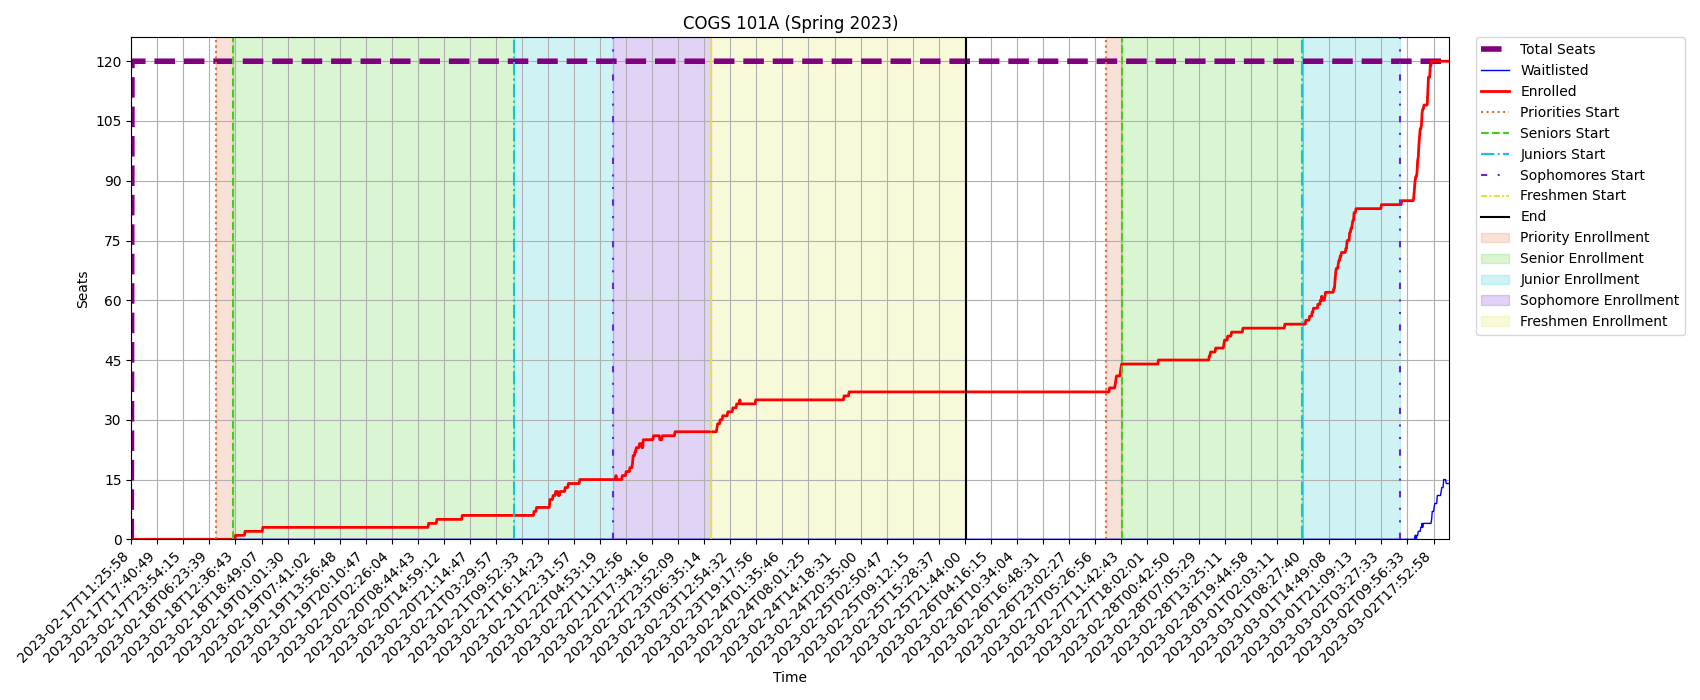 COGS 101A (Spring 2023)
Seats
120
105
90
75
60
45
30
15
0
2023-02-17T11:25:58
2023-02-17T17:40:49
2023-02-17T23:54:15
2023-02-18T06:23:39
2023-02-18T12:36:43
2023-02-18T18:49:07
2023-02-19T01:01:30
2023-02-19T07:41:02
2023-02-19T13:56:48
2023-02-19T20:10:47
2023-02-20T02:26:04
2023-02-20T08:44:43
2023-02-20T14:59:12
2023-02-20T21:14:47
2023-02-21T03:29:57
2023-02-21T09:52:33
2023-02-21T16:14:23
2023-02-21T22:31:57
2023-02-22T04:53:19
2023-02-22T11:12:56
2023-02-22T17:34:16
2023-02-22T23:52:09
2023-02-23T06:35:14
2023-02-23T12:54:32
2023-02-23T19:17:56
2023-02-24T01:35:46
2023-02-24T08:01:25
2023-02-24T14:18:31
2023-02-24T20:35:00
2023-02-25T02:50:47
2023-02-25T09:12:15
2023-02-25T15:28:37
2023-02-25T21:44:00
2023-02-26T04:16:15
2023-02-26T10:34:04
2023-02-26T16:48:31
2023-02-26T23:02:27
2023-02-27T05:26:56
2023-02-27T11:42:43
2023-02-27T18:02:01
2023-02-28T00:42:50
2023-02-28T07:05:29
2023-02-28T13:25:11
2023-02-28T19:44:58
2023-03-01T02:03:11
2023-03-01T08:27:40
2023-03-01T14:49:08
2023-03-01T21:09:13
2023-03-02T03:27:33
2023-03-02T09:56:33
2023-03-02T17:52:58
Time
Total Seats
Waitlisted
Enrolled
Priorities Start
Seniors Start
Juniors Start
Sophomores Start
Freshmen Start
End
Priority Enrollment
Senior Enrollment
Junior Enrollment
Sophomore Enrollment
Freshmen Enrollment